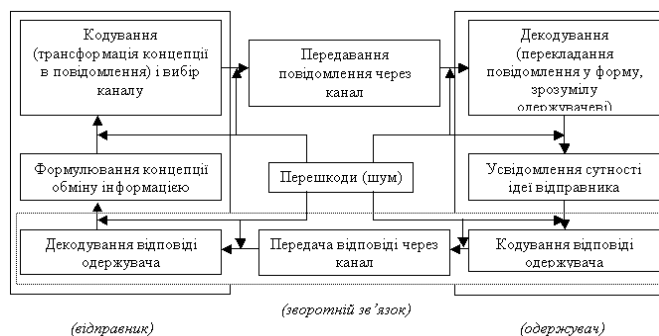 Кодування
(трансформація концепції
в повідомлення) і вибір
каналу
Передавання
повідомлення через
канал
Декодування
(перекладання
повідомлення у форму,
зрозумілу
одержувачеві)
Формулювання концепції
обміну інформацією
Перешкоди (шум)
Усвідомлення сутності
ідеї відправника
Декодування відповіді
одержувача
Передача відповіді через
канал
Кодування відповіді
одержувача
(зворотній зв’язок)
(відправник)
(одержувач)